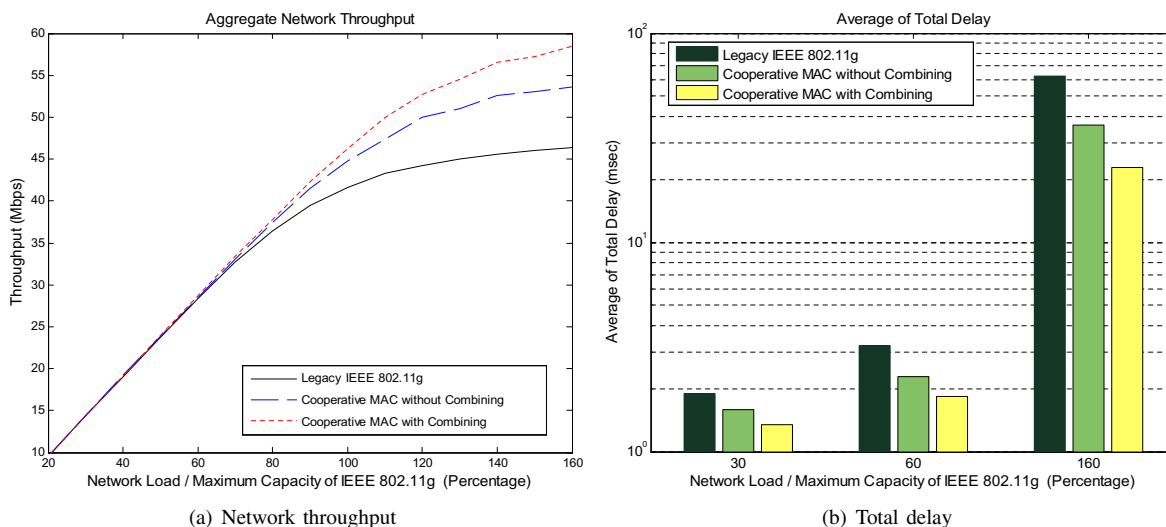 Aggregate Network Throughput
60
55
50
45
40
35
30
25
20
15
10
Throughput (Mbps)
Legacy IEEE 802.11g
Cooperative MAC without Combining
Cooperative MAC with Combining
20 40 60 80 100 120 140 160
Network Load / Maximum Capacity of IEEE 802.11g (Percentage)
(a) Network throughput
Average of Total Delay
10^2
10^1
10^0
Average of Total Delay (msec)
Legacy IEEE 802.11g
Cooperative MAC without Combining
Cooperative MAC with Combining
30 60 160
Network Load / Maximum Capacity of IEEE 802.11g (Percentage)
(b) Total delay